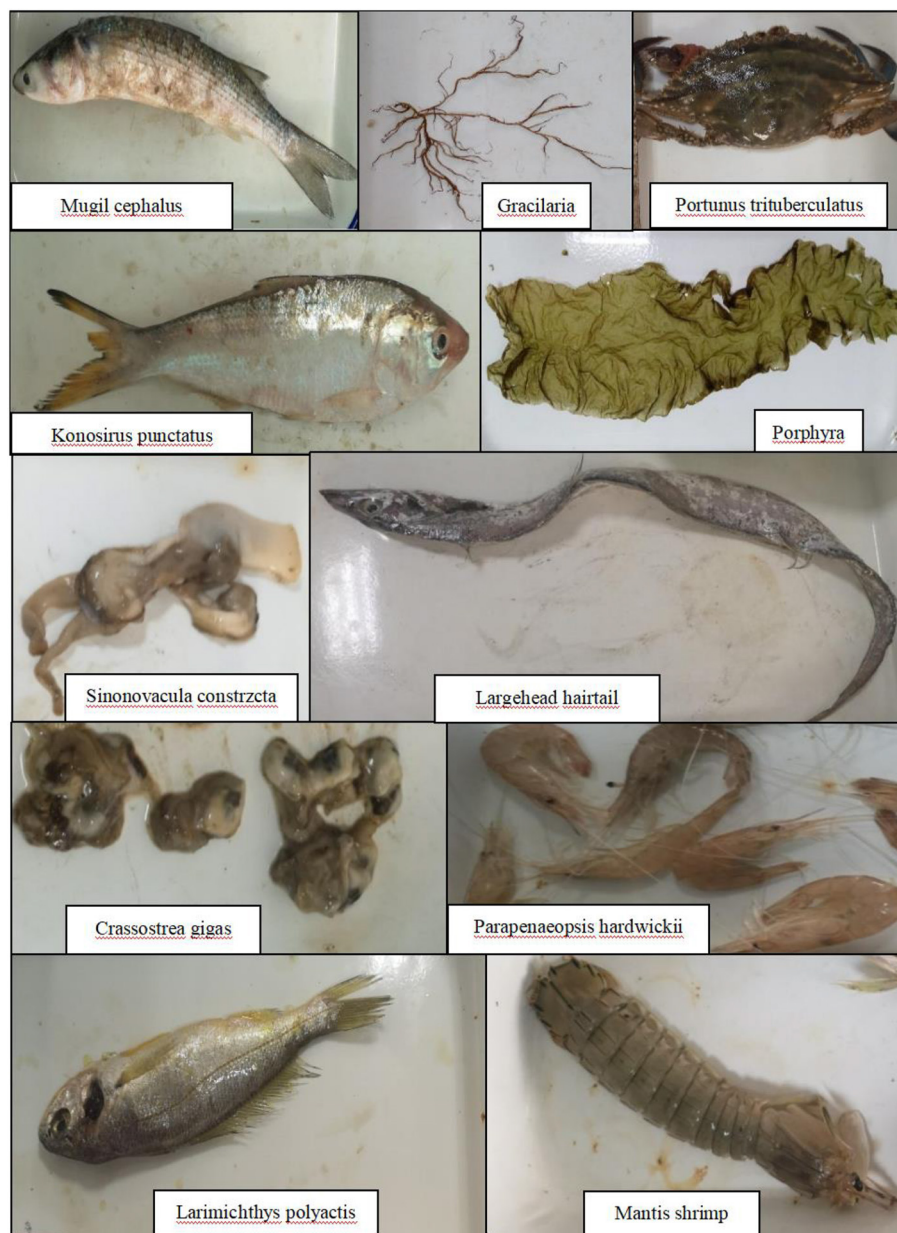 Mugil cephalus
Gracilaria
Portunus trituberculatus
Konosirus punctatus
Porphyra
Sinonovacula constrzcta
Largehead hairtail
Crassostrea gigas
Parapenaeopsis hardwickii
Larimichthys polyactis
Mantis shrimp